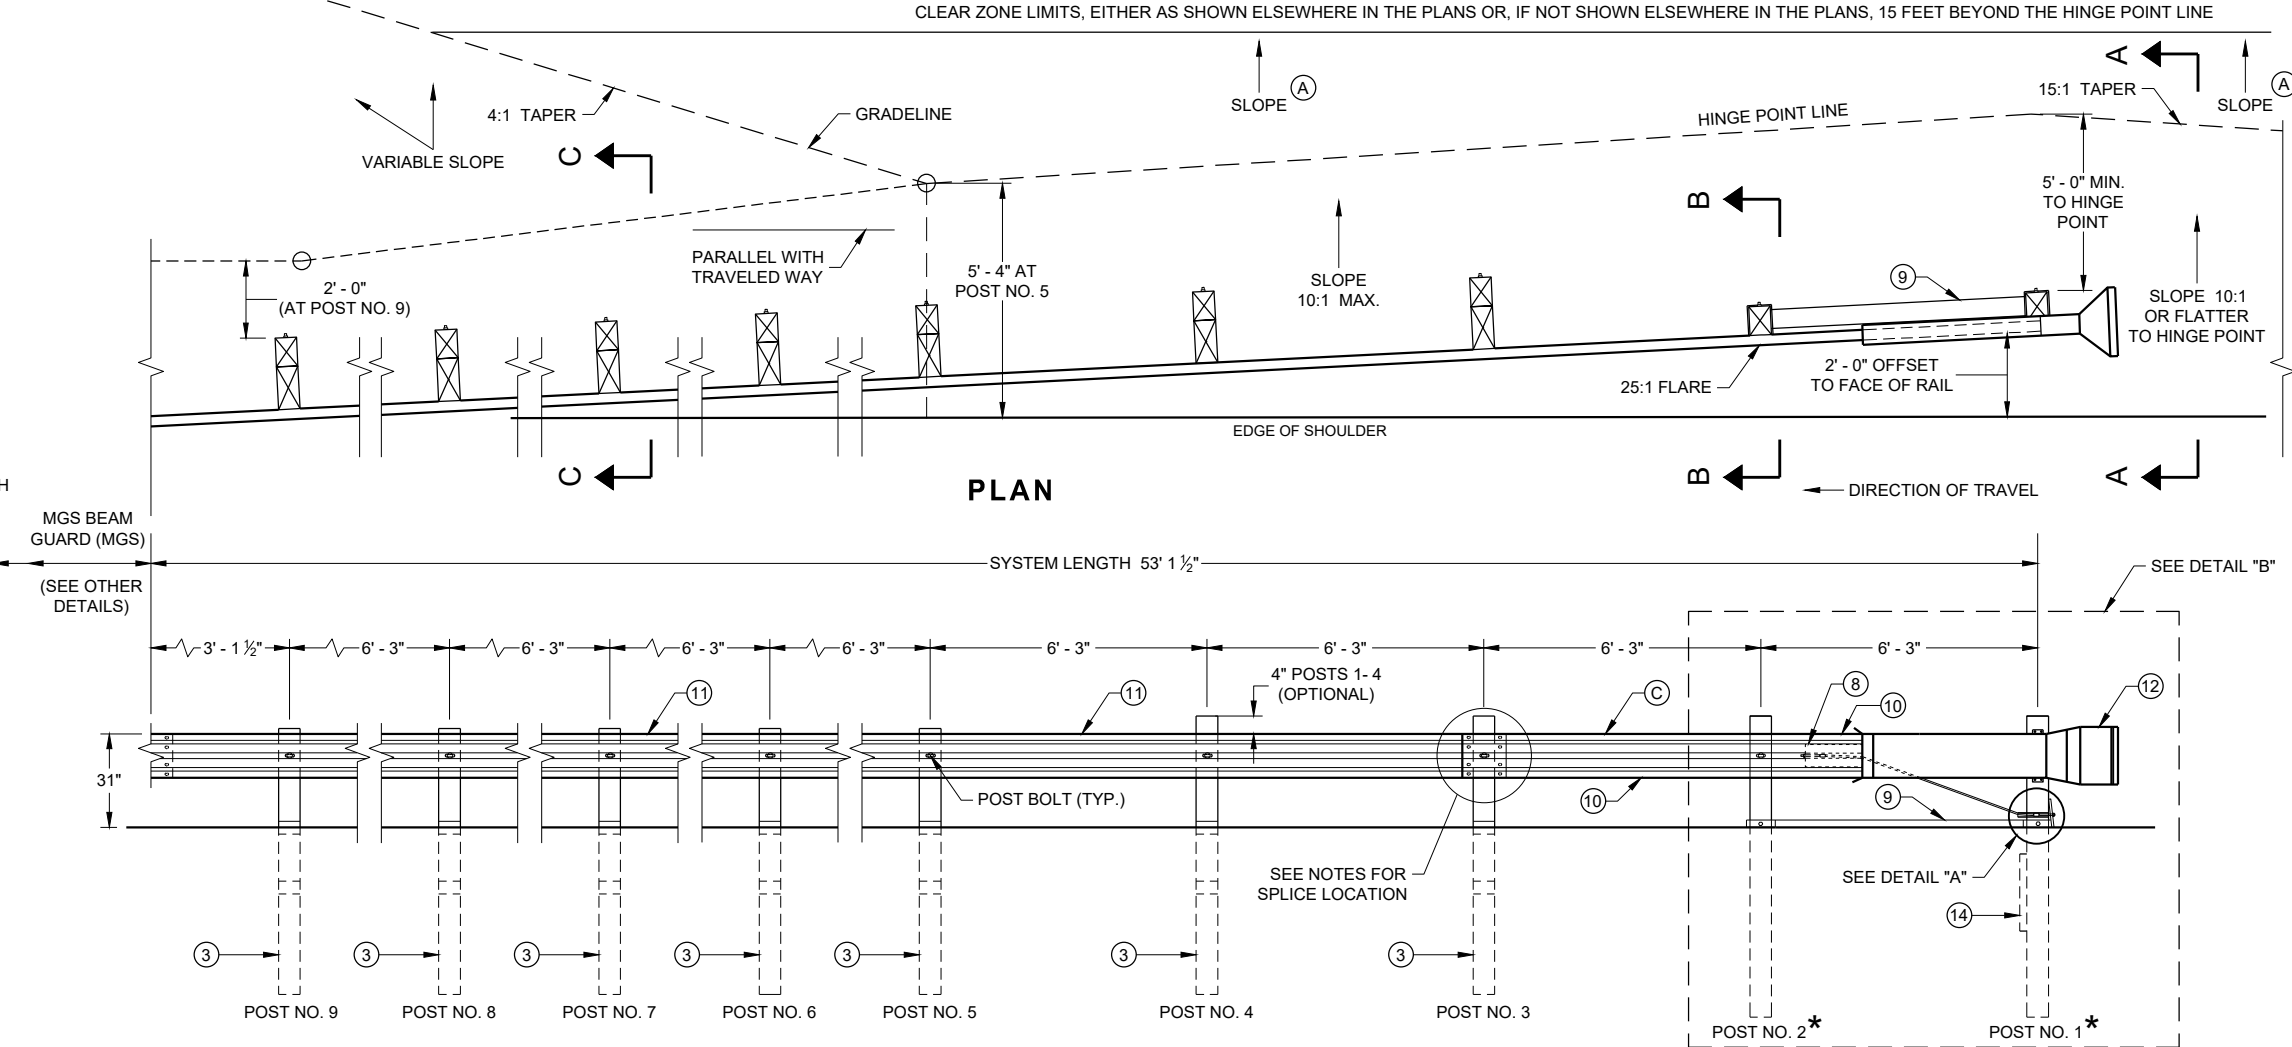 CLEAR ZONE LIMITS, EITHER AS SHOWN ELSEWHERE IN THE PLANS OR, IF NOT SHOWN ELSEWHERE IN THE PLANS, 15 FEET BEYOND THE HINGE POINT LINE
4:1 TAPER
GRADELINE
VARIABLE SLOPE
SLOPE
A
HINGE POINT LINE
15:1 TAPER
A
SLOPE
A
C
B
PARALLEL WITH
TRAVELED WAY
5' - 4" AT
POST NO. 5
SLOPE
10:1 MAX.
5' - 0" MIN.
TO HINGE
POINT
2' - 0"
(AT POST NO. 9)
9
SLOPE 10:1
OR FLATTER
TO HINGE POINT
25:1 FLARE
2' - 0" OFFSET
TO FACE OF RAIL
EDGE OF SHOULDER
C
B
A
PLAN
DIRECTION OF TRAVEL
H
MGS BEAM
GUARD (MGS)
(SEE OTHER
DETAILS)
SYSTEM LENGTH 53' 1 ½"
SEE DETAIL "B"
3' - 1 ½"
6' - 3"
6' - 3"
6' - 3"
6' - 3"
6' - 3"
6' - 3"
6' - 3"
6' - 3"
4" POSTS 1- 4
(OPTIONAL)
11
11
C
8
10
12
31"
POST BOLT (TYP.)
10
9
SEE NOTES FOR
SPLICE LOCATION
SEE DETAIL "A"
14
3
3
3
3
3
3
3
POST NO. 9
POST NO. 8
POST NO. 7
POST NO. 6
POST NO. 5
POST NO. 4
POST NO. 3
POST NO. 2*
POST NO. 1*